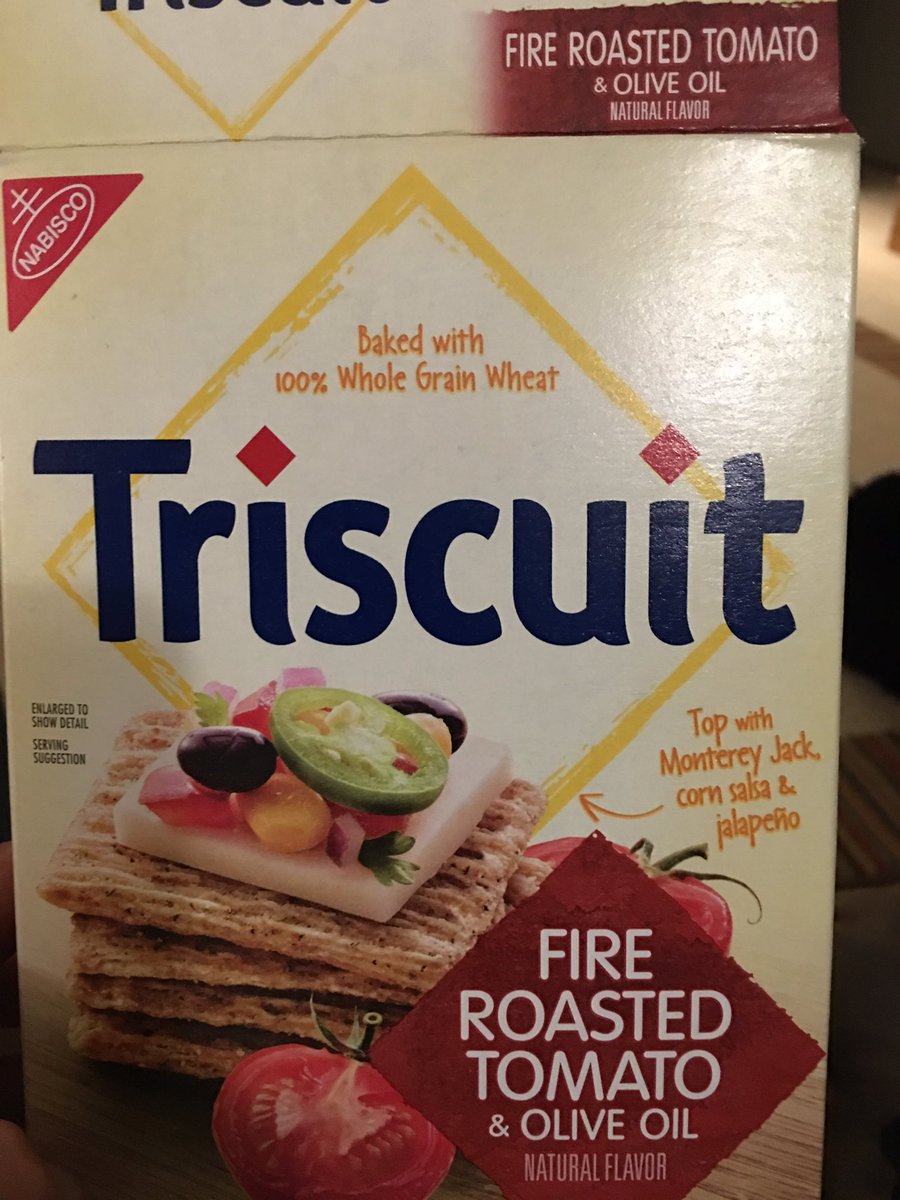 Triscuit
FIRE ROASTED TOMATO
& OLIVE OIL
NATURAL FLAVOR
NABISCO
Baked with
100% Whole Grain Wheat
Triscuit
ENLARGED TO
SHOW DETAIL
SERVING
SUGGESTION
Top with
Monterey Jack,
corn salsa &
jalapeño
FIRE
ROASTED
TOMATO
& OLIVE OIL
NATURAL FLAVOR